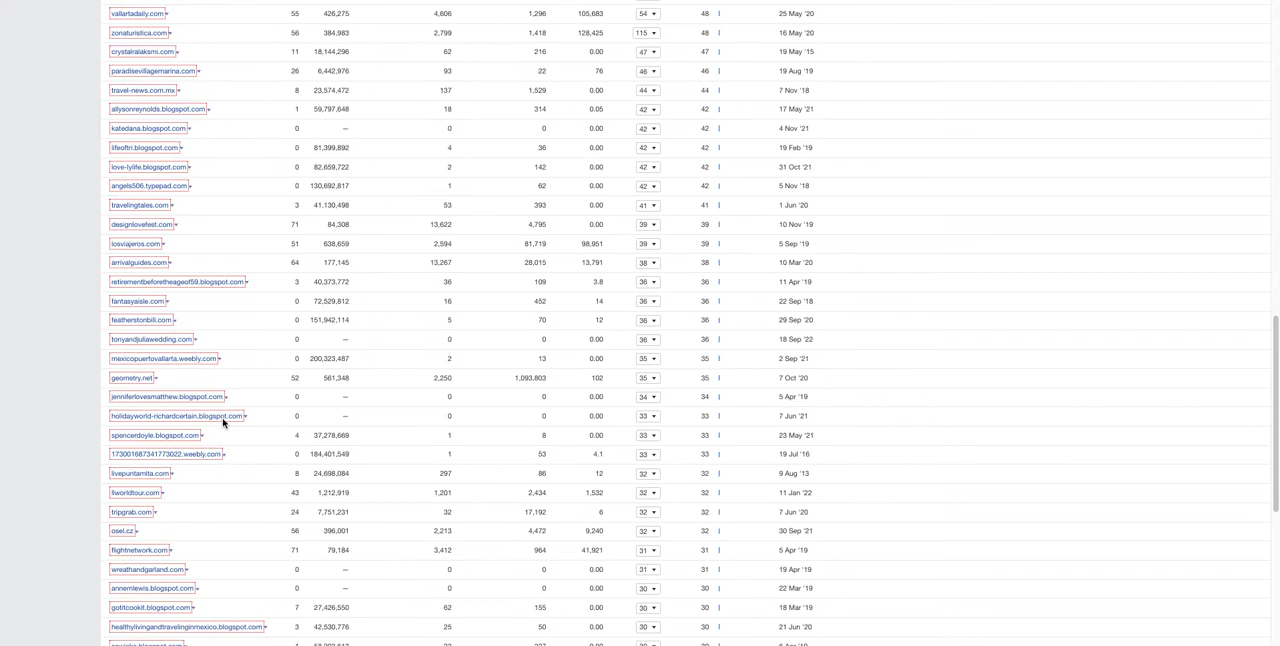 vallartadaily.com 55 426,275 4,606 1,296 105,683 54 48 25 May '20
zonaturistica.com 56 384,983 2,799 1,418 128,425 115 48 16 May '20
crystalralaksmi.com 11 18,144,296 62 216 0.00 47 47 19 May '15
paradisevillagemarina.com 26 6,442,976 93 22 76 46 46 19 Aug '19
travel-news.com.mx 8 23,574,472 137 1,529 0.00 44 44 7 Nov '18
allysonreynolds.blogspot.com 1 59,797,648 18 314 0.05 42 42 17 May '21
katedana.blogspot.com 0 — 0 0 0.00 42 42 4 Nov '21
lifeoftri.blogspot.com 0 81,399,892 4 36 0.00 42 42 19 Feb '19
love-lylife.blogspot.com 0 82,659,722 2 142 0.00 42 42 31 Oct '21
angels506.typepad.com 0 130,692,817 1 62 0.00 42 42 5 Nov '18
travelingtales.com 3 41,130,498 53 393 0.00 41 41 1 Jun '20
designlovefest.com 71 84,308 13,622 4,795 0.00 39 39 10 Nov '19
losviajeros.com 51 638,659 2,594 81,719 98,951 39 39 5 Sep '19
arrivalguides.com 64 177,145 13,267 28,015 13,791 38 38 10 Mar '20
retirementbeforetheageof59.blogspot.com 3 40,373,772 36 109 3.8 36 36 11 Apr '19
fantasyaisle.com 0 72,529,812 16 452 14 36 36 22 Sep '18
featherstonbill.com 0 151,942,114 5 70 12 36 36 29 Sep '20
tonyandjuliawedding.com 0 — 0 0 0.00 36 36 18 Sep '22
mexicopuertovallarta.weebly.com 0 200,323,487 2 13 0.00 35 35 2 Sep '21
geometry.net 52 561,348 2,250 1,093,803 102 35 35 7 Oct '20
jenniferlovesmatthew.blogspot.com 0 — 0 0 0.00 34 34 5 Apr '19
holidayworld-richardcertain.blogspot.com 0 — 0 0 0.00 33 33 7 Jun '21
spencerdoyle.blogspot.com 4 37,278,669 1 8 0.00 33 33 23 May '21
173001687341773022.weebly.com 0 184,401,549 1 53 4.1 33 33 19 Jul '16
livepuntamita.com 8 24,698,084 297 86 12 32 32 9 Aug '13
llworldtour.com 43 1,212,919 1,201 2,434 1,532 32 32 11 Jan '22
tripgrab.com 24 7,751,231 32 17,192 6 32 32 7 Jun '20
osel.cz 56 396,001 2,213 4,472 9,240 32 32 30 Sep '21
flightnetwork.com 71 79,184 3,412 964 41,921 31 31 5 Apr '19
wreathandgarland.com 0 — 0 0 0.00 31 31 19 Apr '19
annemlewis.blogspot.com 0 — 0 0 0.00 30 30 22 Mar '19
gotitcookit.blogspot.com 7 27,426,550 62 155 0.00 30 30 18 Mar '19
healthylivingandtravelinginmexico.blogspot.com 3 42,530,776 25 50 0.00 30 30 21 Jun '20